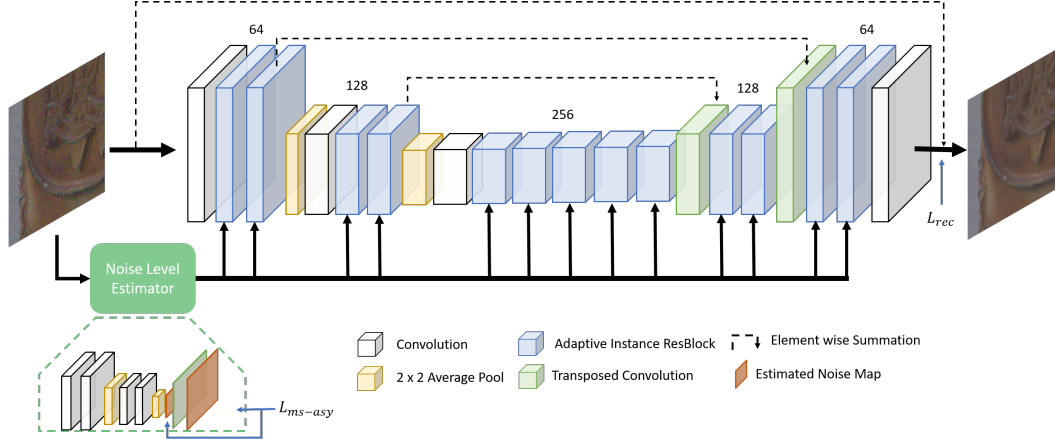 64
64
128
128
256
L_rec
Noise Level
Estimator
Convolution
Adaptive Instance ResBlock
Element wise Summation
2 x 2 Average Pool
Transposed Convolution
Estimated Noise Map
L_ms-asy